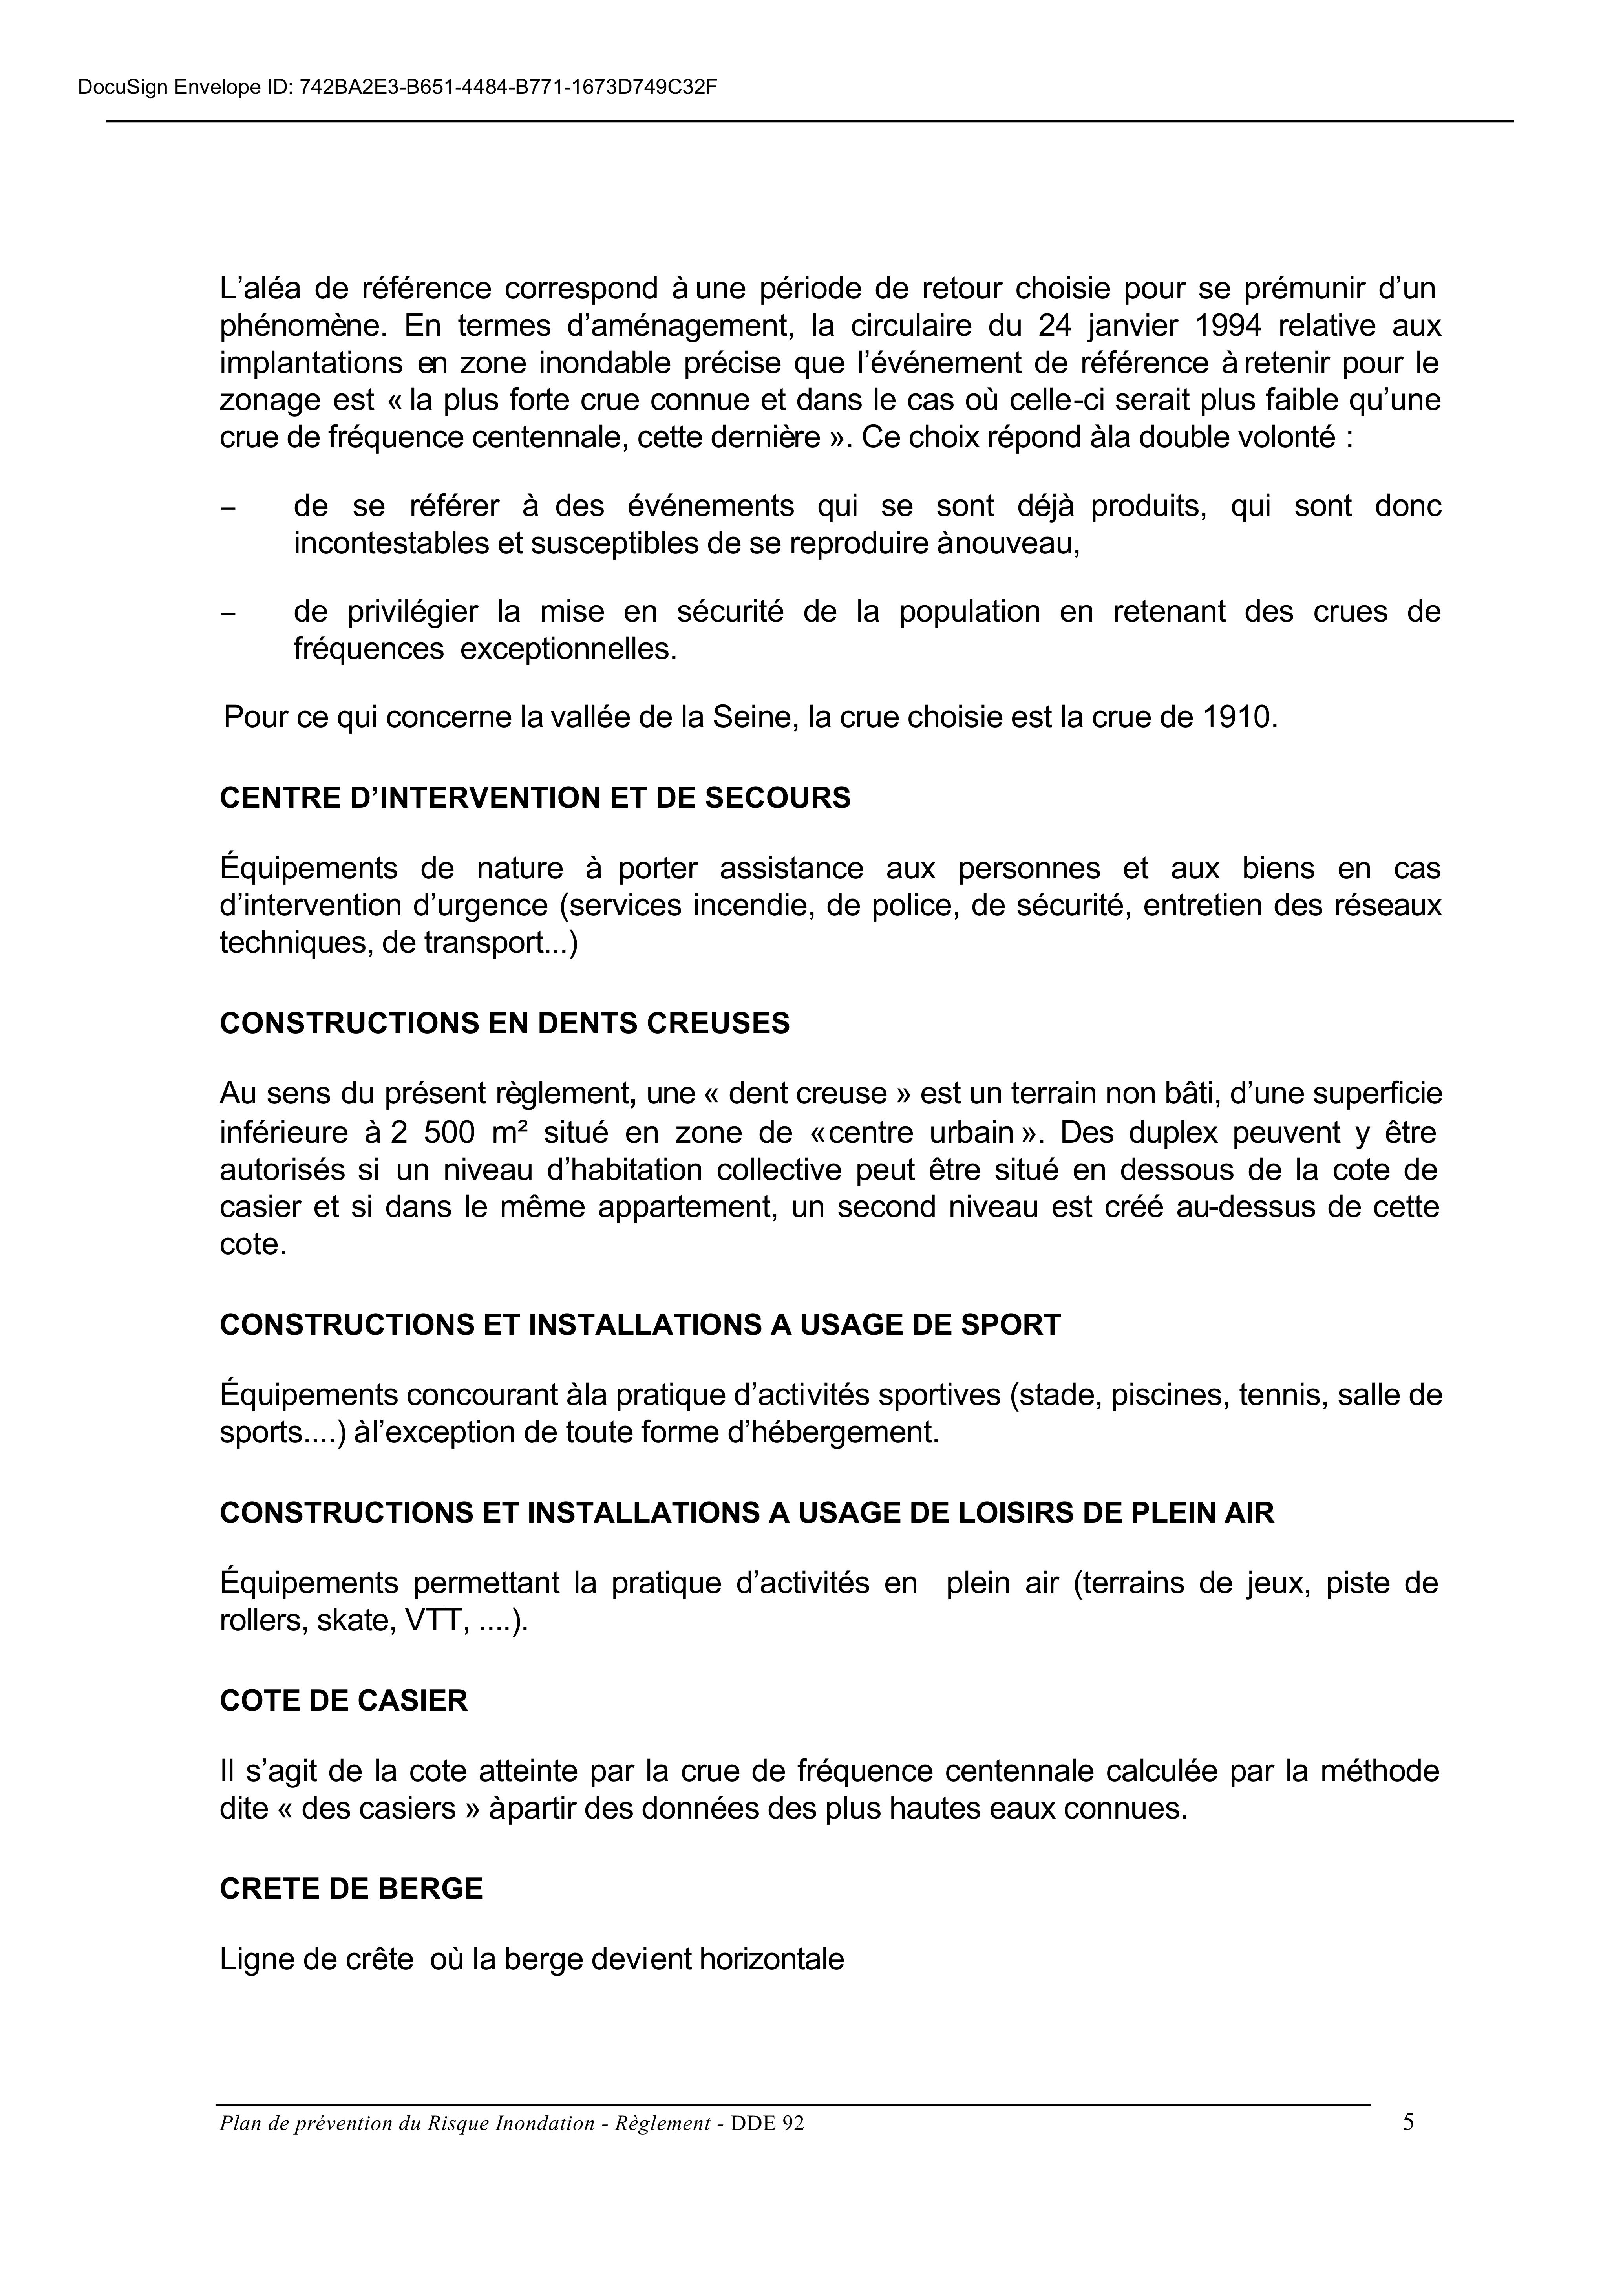 DocuSign Envelope ID: 742BA2E3-B651-4484-B771-1673D749C32F
L’aléa de référence correspond à une période de retour choisie pour se prémunir d’un
phénomène. En termes d’aménagement, la circulaire du 24 janvier 1994 relative aux
implantations en zone inondable précise que l’événement de référence à retenir pour le
zonage est « la plus forte crue connue et dans le cas où celle-ci serait plus faible qu’une
crue de fréquence centennale, cette dernière ». Ce choix répond àla double volonté :
– de se référer à des événements qui se sont déjà produits, qui sont donc
incontestables et susceptibles de se reproduire ànouveau,
– de privilégier la mise en sécurité de la population en retenant des crues de
fréquences exceptionnelles.
Pour ce qui concerne la vallée de la Seine, la crue choisie est la crue de 1910.
CENTRE D’INTERVENTION ET DE SECOURS
Équipements de nature à porter assistance aux personnes et aux biens en cas
d’intervention d’urgence (services incendie, de police, de sécurité, entretien des réseaux
techniques, de transport...)
CONSTRUCTIONS EN DENTS CREUSES
Au sens du présent règlement, une « dent creuse » est un terrain non bâti, d’une superficie
inférieure à 2 500 m² situé en zone de «centre urbain ». Des duplex peuvent y être
autorisés si un niveau d’habitation collective peut être situé en dessous de la cote de
casier et si dans le même appartement, un second niveau est créé au-dessus de cette
cote.
CONSTRUCTIONS ET INSTALLATIONS A USAGE DE SPORT
Équipements concourant àla pratique d’activités sportives (stade, piscines, tennis, salle de
sports....) àl’exception de toute forme d’hébergement.
CONSTRUCTIONS ET INSTALLATIONS A USAGE DE LOISIRS DE PLEIN AIR
Équipements permettant la pratique d’activités en plein air (terrains de jeux, piste de
rollers, skate, VTT, ....).
COTE DE CASIER
Il s’agit de la cote atteinte par la crue de fréquence centennale calculée par la méthode
dite « des casiers » àpartir des données des plus hautes eaux connues.
CRETE DE BERGE
Ligne de crête où la berge devient horizontale
Plan de prévention du Risque Inondation - Règlement - DDE 92 5